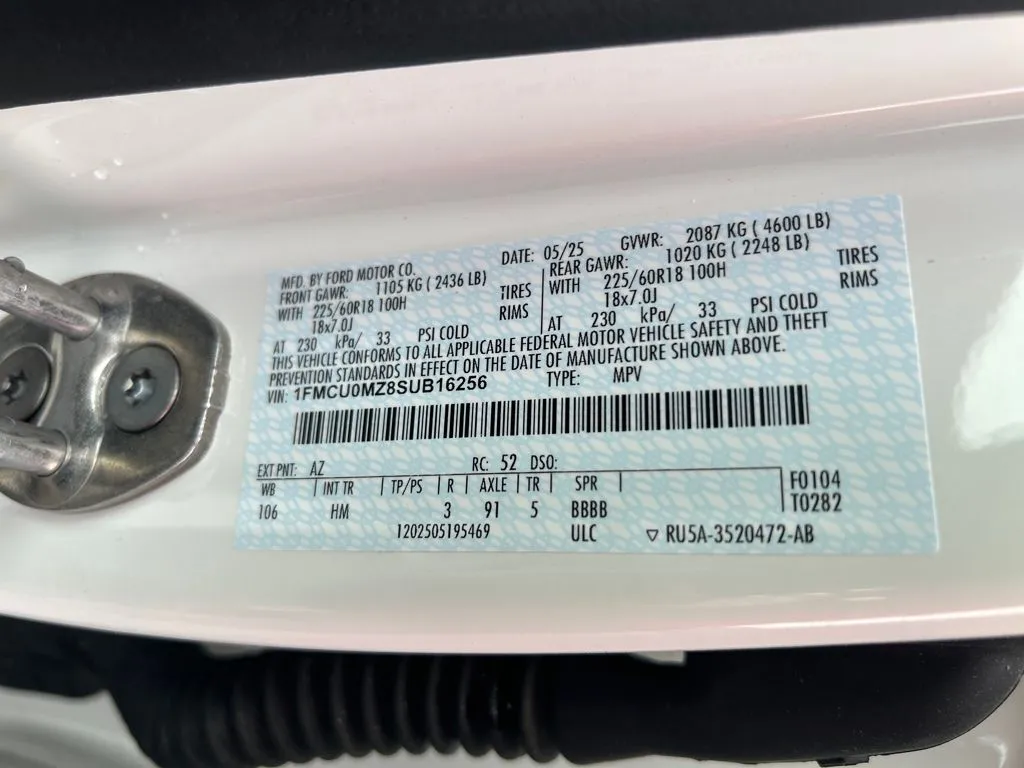 MFD. BY FORD MOTOR CO. DATE: 05/25 GVWR: 2087 KG ( 4600 LB)
FRONT GAWR: 1105 KG ( 2436 LB) REAR GAWR: 1020 KG ( 2248 LB)
WITH 225/60R18 100H TIRES WITH 225/60R18 100H TIRES
18x7.0J RIMS 18x7.0J RIMS
AT 230 kPa/ 33 PSI COLD AT 230 kPa/ 33 PSI COLD
THIS VEHICLE CONFORMS TO ALL APPLICABLE FEDERAL MOTOR VEHICLE SAFETY AND THEFT
PREVENTION STANDARDS IN EFFECT ON THE DATE OF MANUFACTURE SHOWN ABOVE.
VIN: 1FMCU0MZ8SUB16256 TYPE: MPV
EXT PNT: AZ RC: 52 DSO:
WB INT TR TP/PS R AXLE TR SPR F0104
106 HM 3 91 5 BBBB T0282
1202505195469 ULC ▽ RU5A-3520472-AB